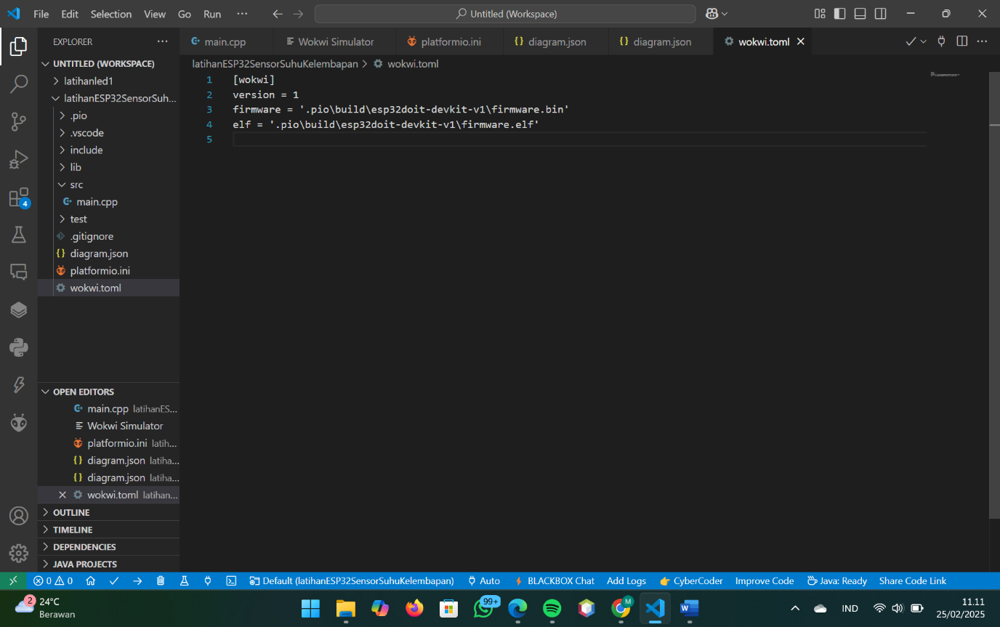 File Edit Selection View Go Run ··· Untitled (Workspace)
EXPLORER ···
main.cpp Wokwi Simulator platformio.ini diagram.json diagram.json wokwi.toml
UNTITLED (WORKSPACE)
latihanled1
latihanESP32SensorSuh...
.pio
.vscode
include
lib
src
main.cpp
test
.gitignore
diagram.json
platformio.ini
wokwi.toml
4
latihanESP32SensorSuhuKelembapan > wokwi.toml
1 [wokwi]
2 version = 1
3 firmware = '.pio\build\esp32doit-devkit-v1\firmware.bin'
4 elf = '.pio\build\esp32doit-devkit-v1\firmware.elf'
5
OPEN EDITORS
main.cpp latihanES...
Wokwi Simulator
platformio.ini latih...
diagram.json latiha...
diagram.json latiha...
wokwi.toml latihan...
OUTLINE
TIMELINE
DEPENDENCIES
JAVA PROJECTS
0 0 Default (latihanESP32SensorSuhuKelembapan) Auto BLACKBOX Chat Add Logs CyberCoder Improve Code Java: Ready Share Code Link
2 24°C
Berawan
99+
M
IND
11.11
25/02/2025